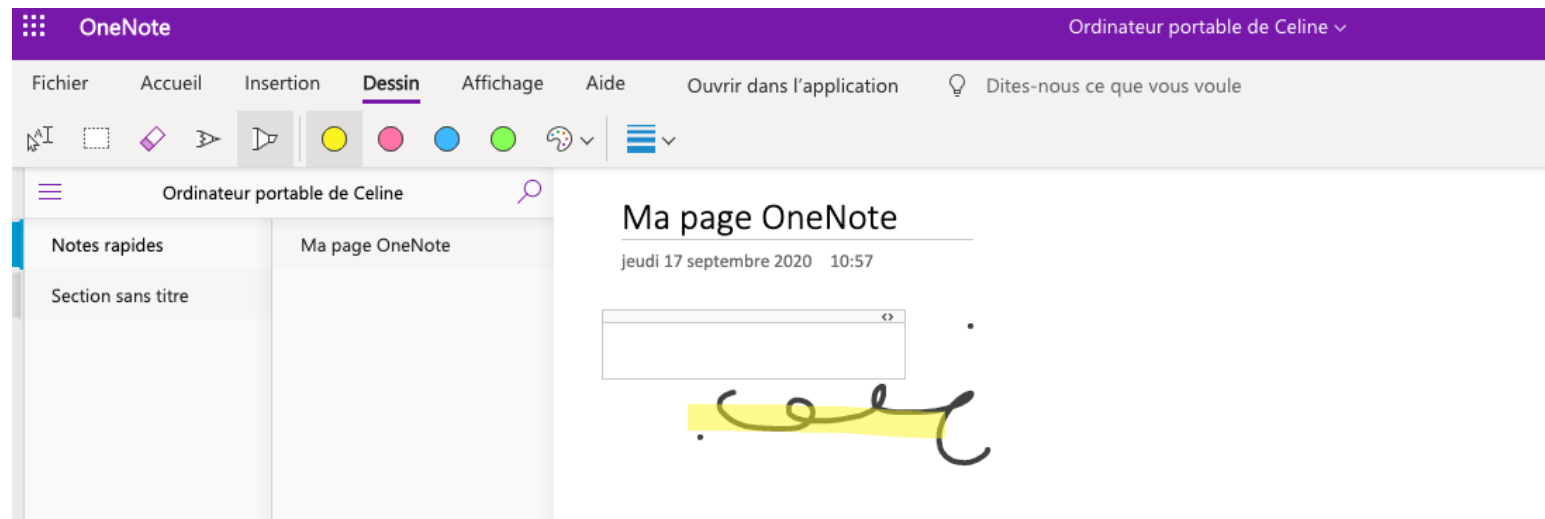 OneNote
Ordinateur portable de Celine
Fichier Accueil Insertion Dessin Affichage Aide Ouvrir dans l'application Dites-nous ce que vous voule
Ordinateur portable de Celine
Notes rapides
Section sans titre
Ma page OneNote
Ma page OneNote
jeudi 17 septembre 2020 10:57